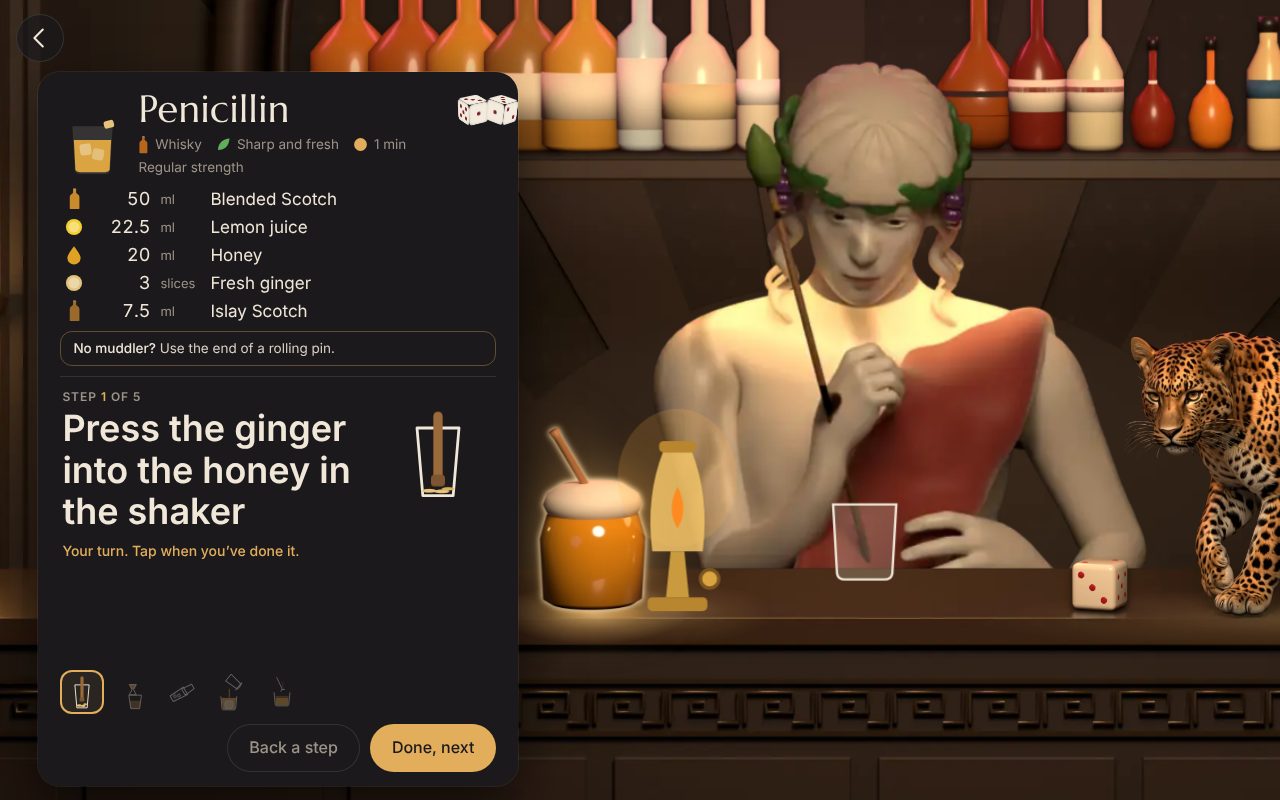 Penicillin
Whisky Sharp and fresh 1 min
Regular strength
50 ml Blended Scotch
22.5 ml Lemon juice
20 ml Honey
3 slices Fresh ginger
7.5 ml Islay Scotch
No muddler? Use the end of a rolling pin.
STEP 1 OF 5
Press the ginger
into the honey in
the shaker
Your turn. Tap when you’ve done it.
Back a step Done, next